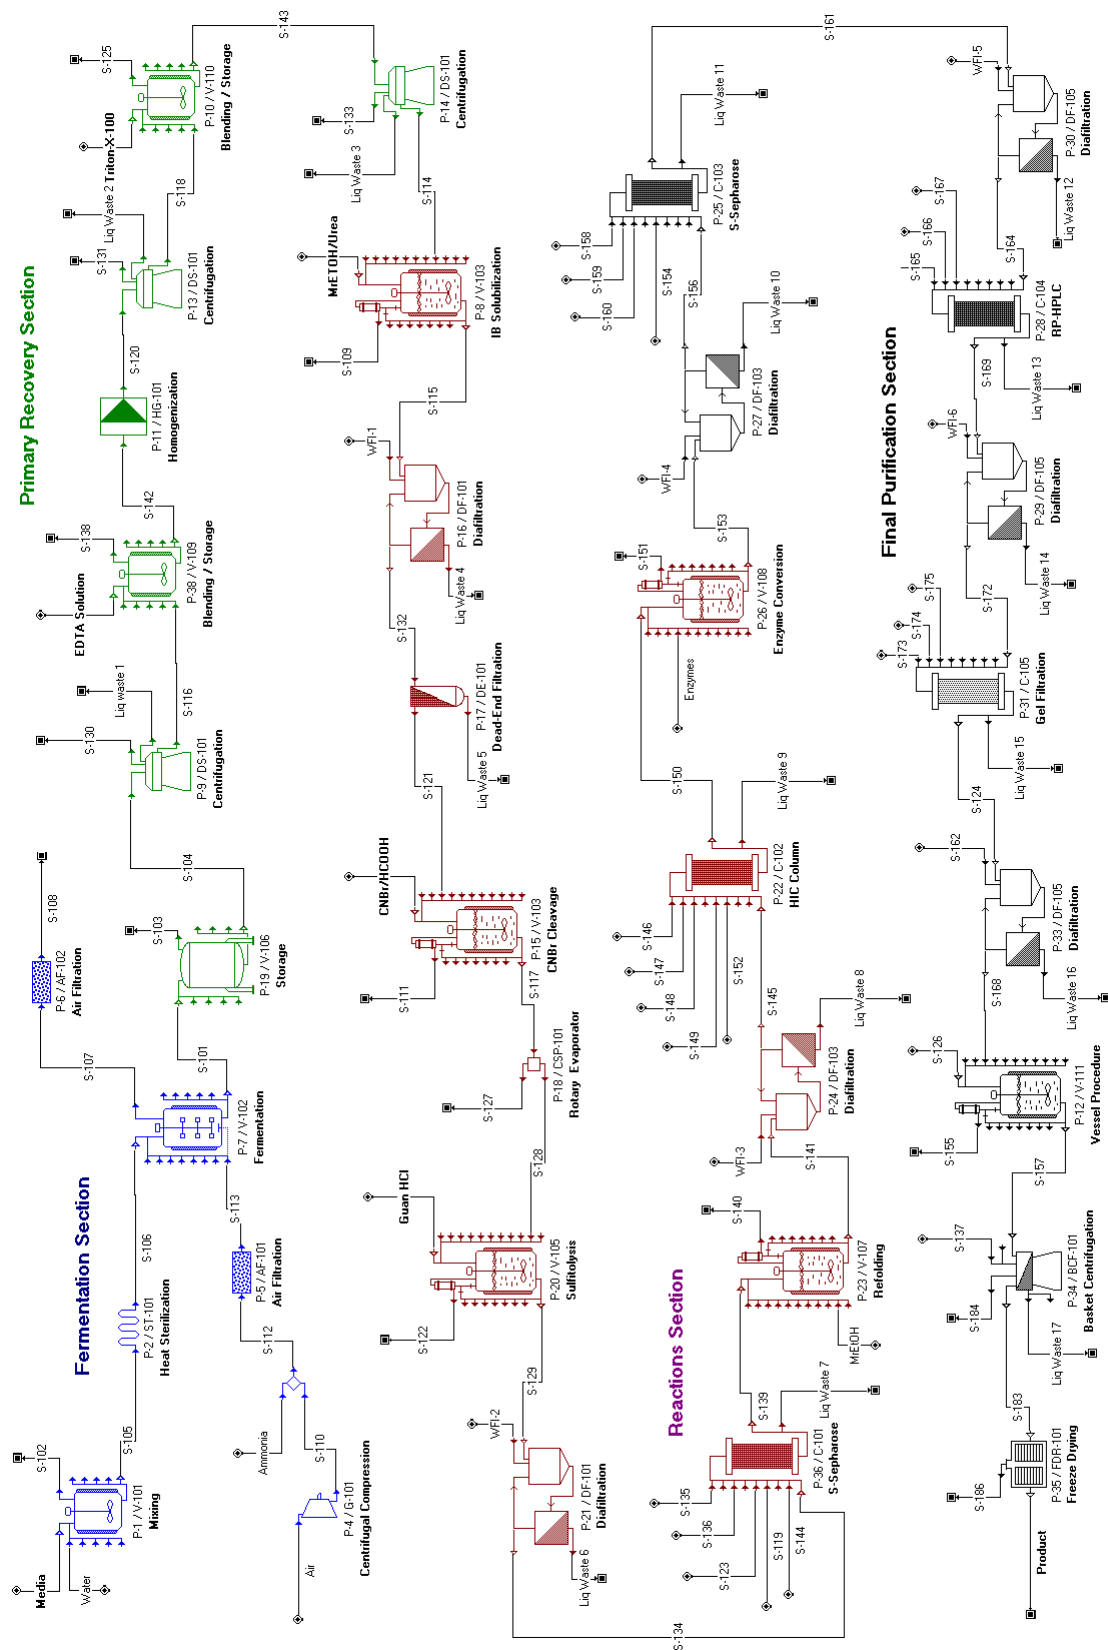 Fermentation Section
Media
Water
S-102
P-1 / V-101
Mixing
S-105
P-2 / ST-101
Heat Sterilization
S-106
Air
P-4 / G-101
Centrifugal Compression
S-110
Ammonia
S-112
P-5 / AF-101
Air Filtration
S-113
P-7 / V-102
Fermentation
S-107
P-6 / AF-102
Air Filtration
S-108
S-101
Primary Recovery Section
S-103
P-19 / V-106
Storage
S-104
S-130
Liq waste 1
P-9 / DS-101
Centrifugation
S-116
EDTA Solution
S-138
P-38 / V-109
Blending / Storage
S-142
P-11 / HG-101
Homogenization
S-120
S-131
Liq Waste 2
P-13 / DS-101
Centrifugation
S-118
Triton-X-100
S-125
P-10 / V-110
Blending / Storage
S-143
S-133
Liq Waste 3
P-14 / DS-101
Centrifugation
S-114
MrETOH/Urea
S-109
P-8 / V-103
IB Solubilization
S-115
WFI-1
P-16 / DF-101
Diafiltration
Liq Waste 4
S-132
P-17 / DE-101
Dead-End Filtration
Liq Waste 5
S-121
CNBr/HCOOH
S-111
P-15 / V-103
CNBr Cleavage
S-117
P-18 / CSP-101
Rotary Evaporator
S-127
S-128
Guan HCl
S-122
P-20 / V-105
Sulfitolysis
S-129
WFI-2
P-21 / DF-101
Diafiltration
Liq Waste 6
S-134
Reactions Section
S-135
S-136
S-123
S-119
S-144
P-36 / C-101
S-Sepharose
Liq Waste 7
S-139
MrEtOH
S-140
P-23 / V-107
Refolding
S-141
WFI-3
P-24 / DF-103
Diafiltration
Liq Waste 8
S-145
S-146
S-147
S-148
S-149
S-152
P-22 / C-102
HIC Column
Liq Waste 9
S-150
Enzymes
S-151
P-26 / V-108
Enzyme Conversion
S-153
WFI-4
P-27 / DF-103
Diafiltration
Liq Waste 10
S-156
S-158
S-159
S-160
S-154
P-25 / C-103
S-Sepharose
Liq Waste 11
S-161
Final Purification Section
WFI-5
P-30 / DF-105
Diafiltration
Liq Waste 12
S-164
S-165
S-166
S-167
P-28 / C-104
RP-HPLC
Liq Waste 13
S-169
WFI-6
P-29 / DF-105
Diafiltration
Liq Waste 14
S-172
S-173
S-174
S-175
P-31 / C-105
Gel Filtration
Liq Waste 15
S-124
S-162
P-33 / DF-105
Diafiltration
Liq Waste 16
S-168
S-126
S-155
P-12 / V-111
Vessel Procedure
S-157
S-137
S-184
P-34 / BCF-101
Basket Centrifugation
Liq Waste 17
S-183
S-186
P-35 / FDR-101
Freeze Drying
Product